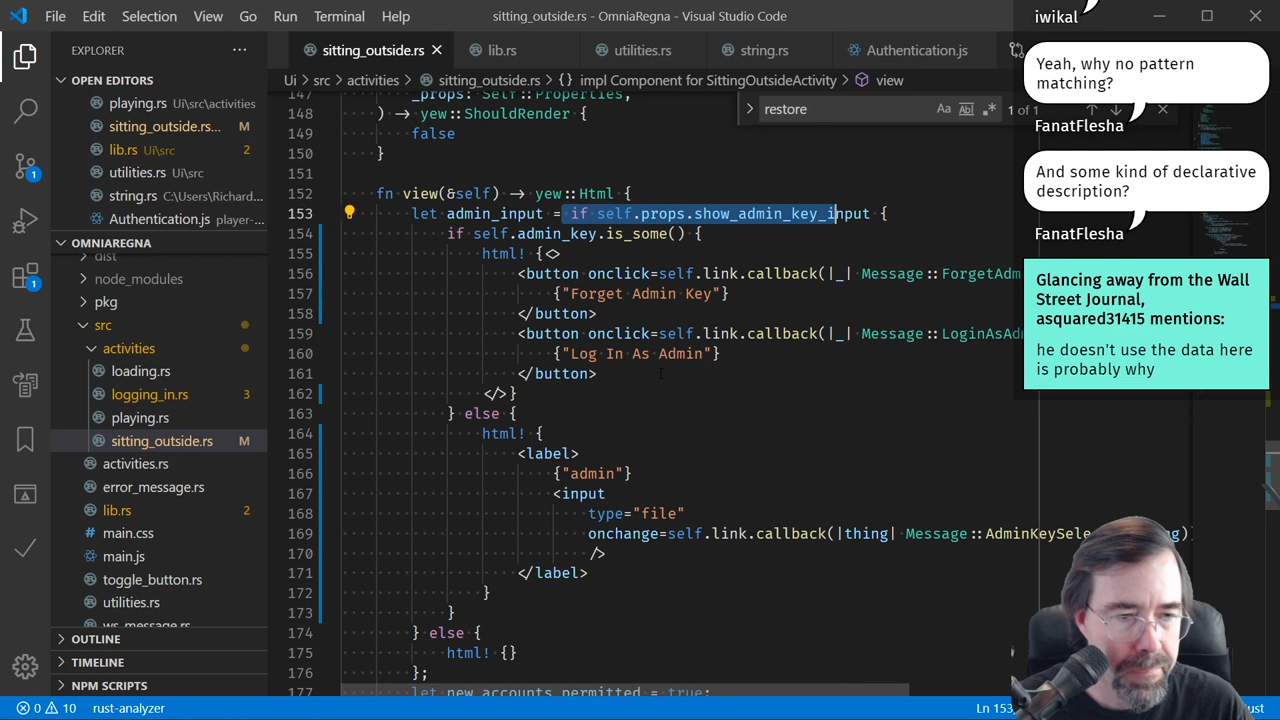 File Edit Selection View Go Run Terminal Help
sitting_outside.rs - OmniaRegna - Visual Studio Code
EXPLORER
OPEN EDITORS
playing.rs Ui\src\activities
sitting_outside.rs... M
lib.rs Ui\src 2
utilities.rs Ui\src
string.rs C:\Users\Richard...
Authentication.js player-...
OMNIAREGNA
dist
node_modules
pkg
src
activities
loading.rs
logging_in.rs 2
playing.rs
sitting_outside.rs M
activities.rs
error_message.rs
lib.rs 2
main.css
main.js
toggle_button.rs
utilities.rs
ws_message.rs
OUTLINE
TIMELINE
NPM SCRIPTS
1
1
sitting_outside.rs lib.rs utilities.rs string.rs Authentication.js
Ui > src > activities > sitting_outside.rs > {} impl Component for SittingOutsideActivity > view
restore Aa Ab .* 1 of 1
147 _props: Self::Properties,
148 ) → yew::ShouldRender {
149 false
150 }
151
152 fn view(&self) → yew::Html {
153 let admin_input = if self.props.show_admin_key_input {
154 if self.admin_key.is_some() {
155 html! {<>
156 <button onclick=self.link.callback(|_| Message::ForgetAdm
157 {"Forget Admin Key"}
158 </button>
159 <button onclick=self.link.callback(|_| Message::LoginAsAdm
160 {"Log In As Admin"}
161 </button>
162 </>}
163 } else {
164 html! {
165 <label>
166 {"admin"}
167 <input
168 type="file"
169 onchange=self.link.callback(|thing| Message::AdminKeySele ng)
170 />
171 </label>
172 }
173 }
174 } else {
175 html! {}
176 };
177 let new_accounts_permitted = true;
iwikal
Yeah, why no pattern
matching?
FanatFlesha
And some kind of declarative
description?
FanatFlesha
Glancing away from the Wall
Street Journal,
asquared31415 mentions:
he doesn't use the data here
is probably why
0 10 rust-analyzer
Ln 153,
ust